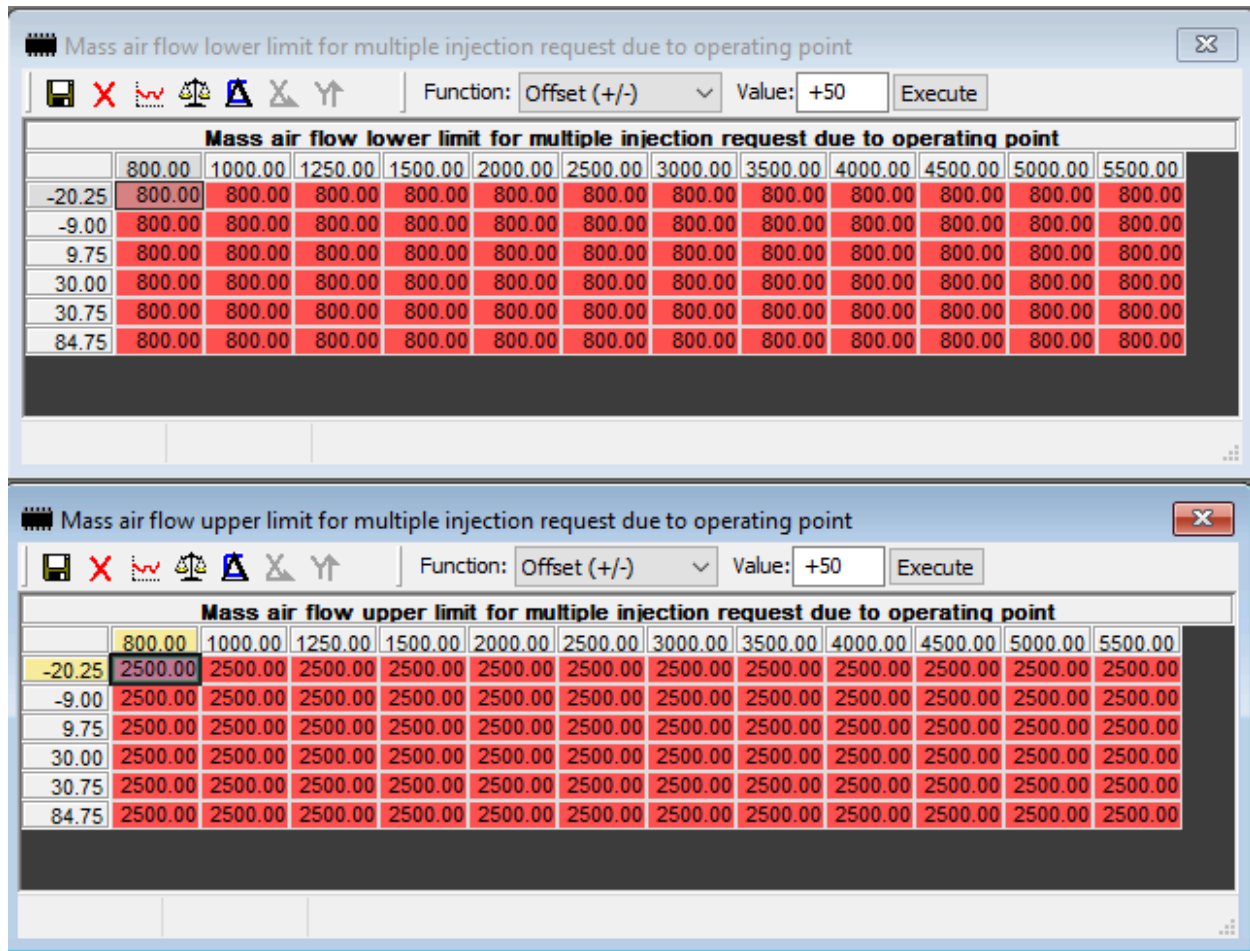 Mass air flow lower limit for multiple injection request due to operating point
Function: Offset (+/-) Value: +50 Execute
Mass air flow lower limit for multiple injection request due to operating point
800.00 1000.00 1250.00 1500.00 2000.00 2500.00 3000.00 3500.00 4000.00 4500.00 5000.00 5500.00
-20.25 800.00 800.00 800.00 800.00 800.00 800.00 800.00 800.00 800.00 800.00 800.00 800.00
-9.00 800.00 800.00 800.00 800.00 800.00 800.00 800.00 800.00 800.00 800.00 800.00 800.00
9.75 800.00 800.00 800.00 800.00 800.00 800.00 800.00 800.00 800.00 800.00 800.00 800.00
30.00 800.00 800.00 800.00 800.00 800.00 800.00 800.00 800.00 800.00 800.00 800.00 800.00
30.75 800.00 800.00 800.00 800.00 800.00 800.00 800.00 800.00 800.00 800.00 800.00 800.00
84.75 800.00 800.00 800.00 800.00 800.00 800.00 800.00 800.00 800.00 800.00 800.00 800.00
Mass air flow upper limit for multiple injection request due to operating point
Function: Offset (+/-) Value: +50 Execute
Mass air flow upper limit for multiple injection request due to operating point
800.00 1000.00 1250.00 1500.00 2000.00 2500.00 3000.00 3500.00 4000.00 4500.00 5000.00 5500.00
-20.25 2500.00 2500.00 2500.00 2500.00 2500.00 2500.00 2500.00 2500.00 2500.00 2500.00 2500.00 2500.00
-9.00 2500.00 2500.00 2500.00 2500.00 2500.00 2500.00 2500.00 2500.00 2500.00 2500.00 2500.00 2500.00
9.75 2500.00 2500.00 2500.00 2500.00 2500.00 2500.00 2500.00 2500.00 2500.00 2500.00 2500.00 2500.00
30.00 2500.00 2500.00 2500.00 2500.00 2500.00 2500.00 2500.00 2500.00 2500.00 2500.00 2500.00 2500.00
30.75 2500.00 2500.00 2500.00 2500.00 2500.00 2500.00 2500.00 2500.00 2500.00 2500.00 2500.00 2500.00
84.75 2500.00 2500.00 2500.00 2500.00 2500.00 2500.00 2500.00 2500.00 2500.00 2500.00 2500.00 2500.00